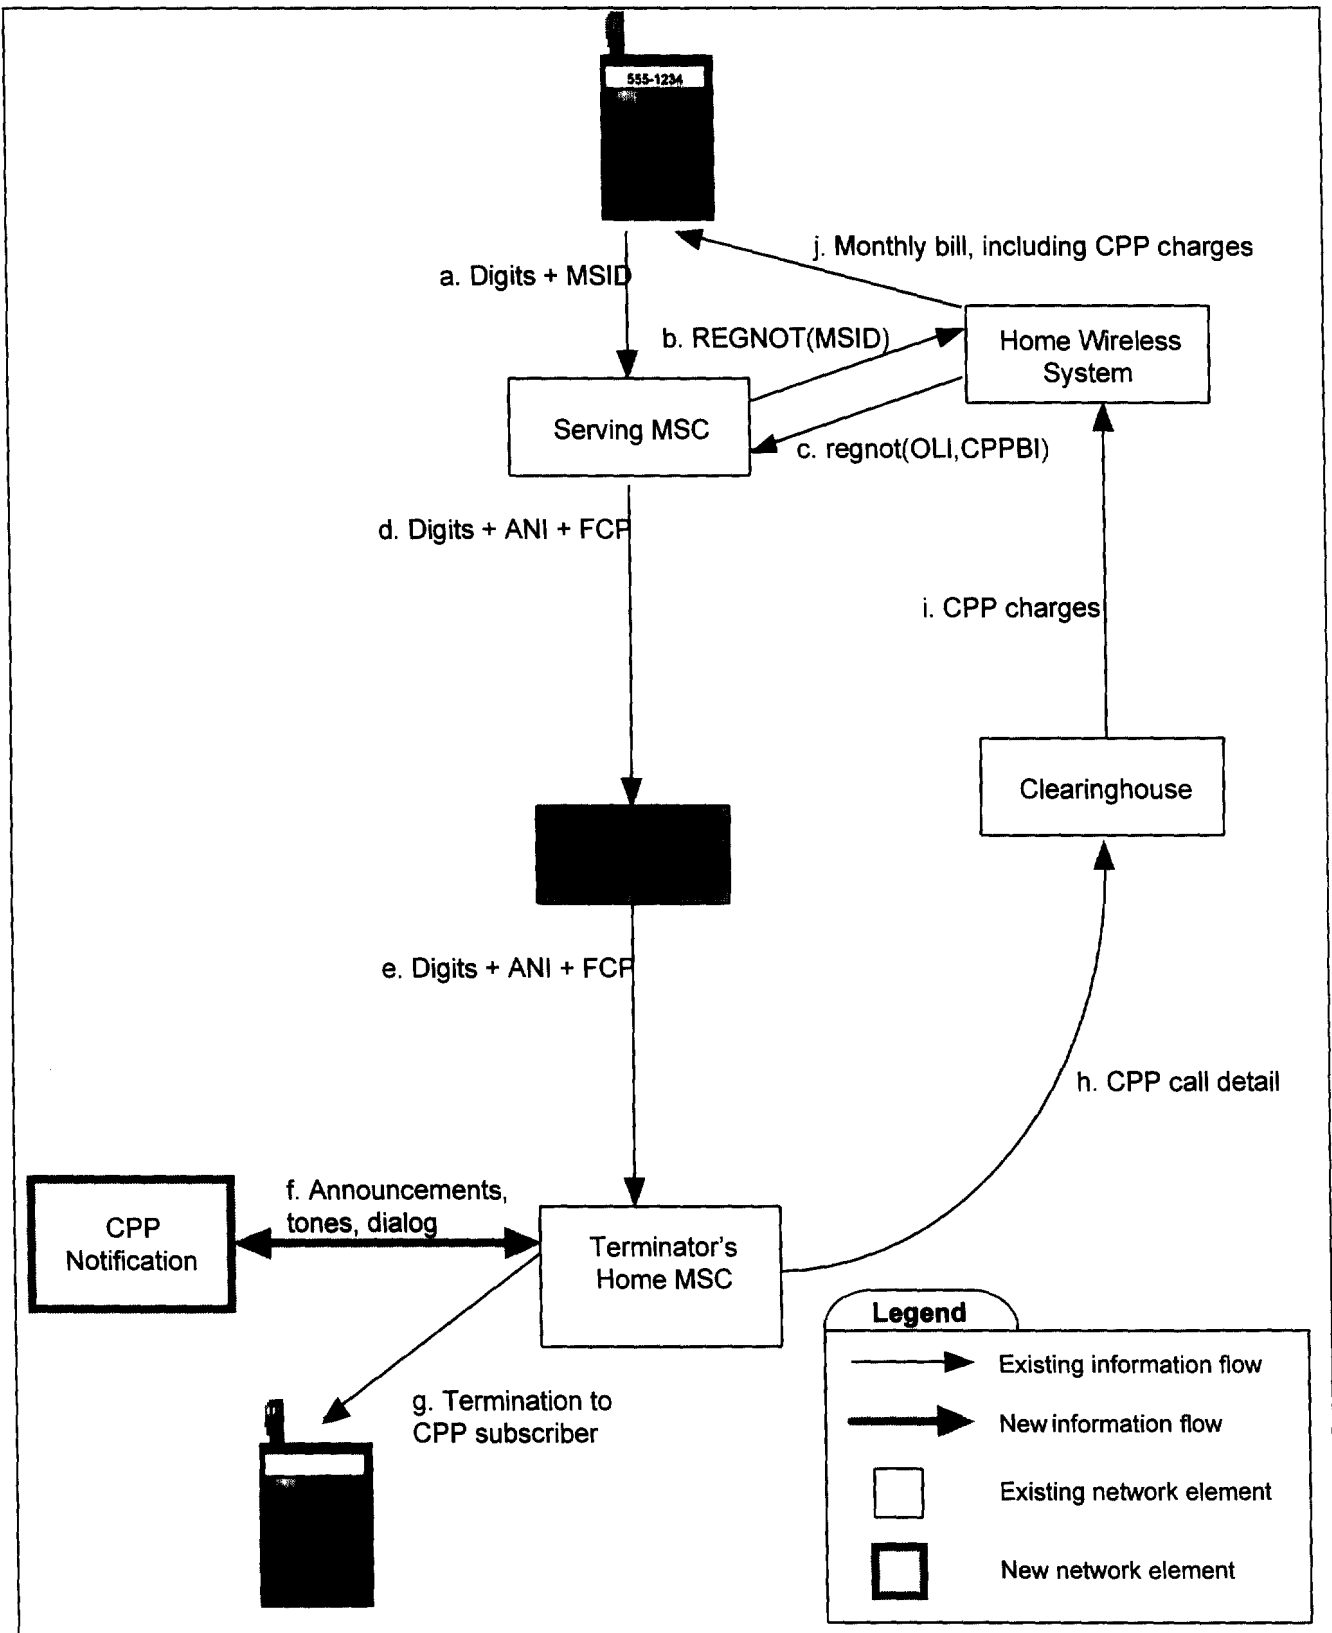 555-1234
j. Monthly bill, including CPP charges
a. Digits + MSID
b. REGNOT(MSID)
Home Wireless
System
Serving MSC
c. regnot(OLI,CPPBI)
d. Digits + ANI + FCP
i. CPP charges
Clearinghouse
e. Digits + ANI + FCP
h. CPP call detail
f. Announcements,
tones, dialog
CPP
Notification
Terminator's
Home MSC
g. Termination to
CPP subscriber
Legend
Existing information flow
New information flow
Existing network element
New network element